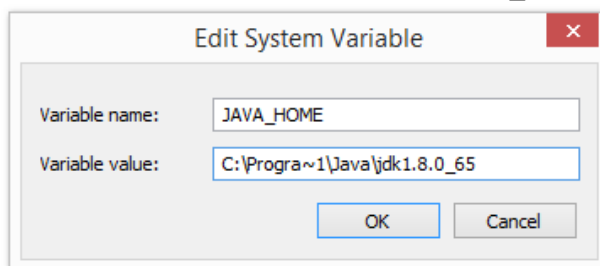 Edit System Variable
Variable name: JAVA_HOME
Variable value: C:\Progra~1\Java\jdk1.8.0_65
OK Cancel